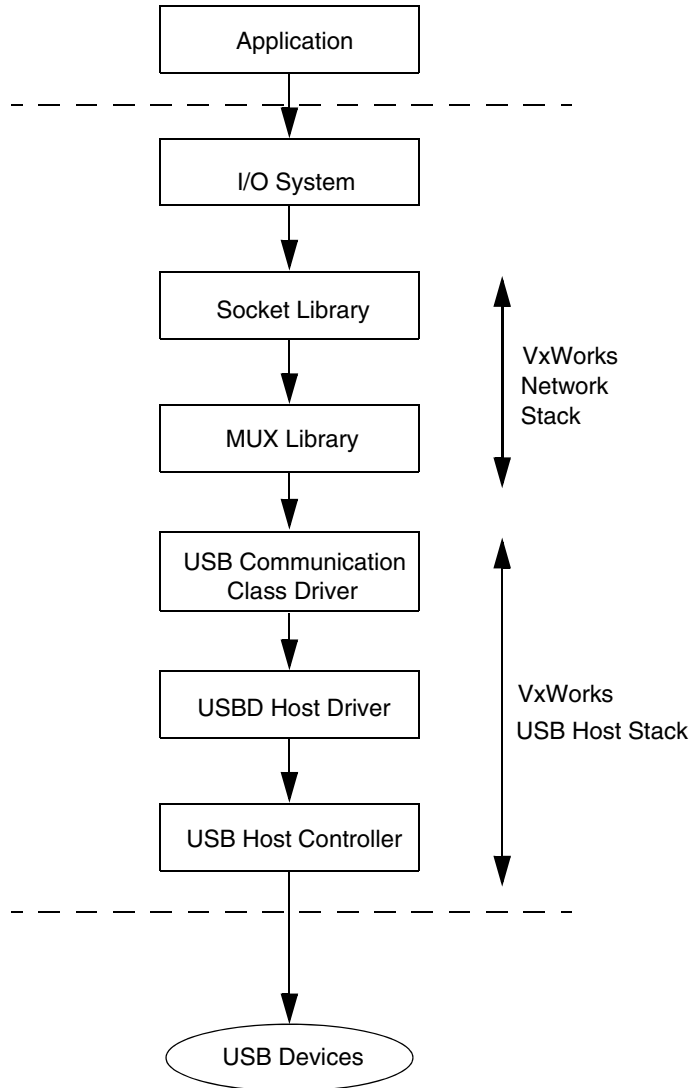 Application
I/O System
Socket Library
VxWorks
Network
Stack
MUX Library
USB Communication
Class Driver
USBD Host Driver
VxWorks
USB Host Stack
USB Host Controller
USB Devices